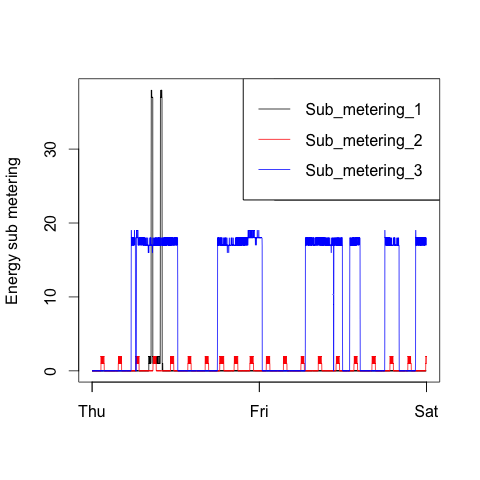 Sub_metering_1
Sub_metering_2
Sub_metering_3
Energy sub metering
30
20
10
0
Thu Fri Sat